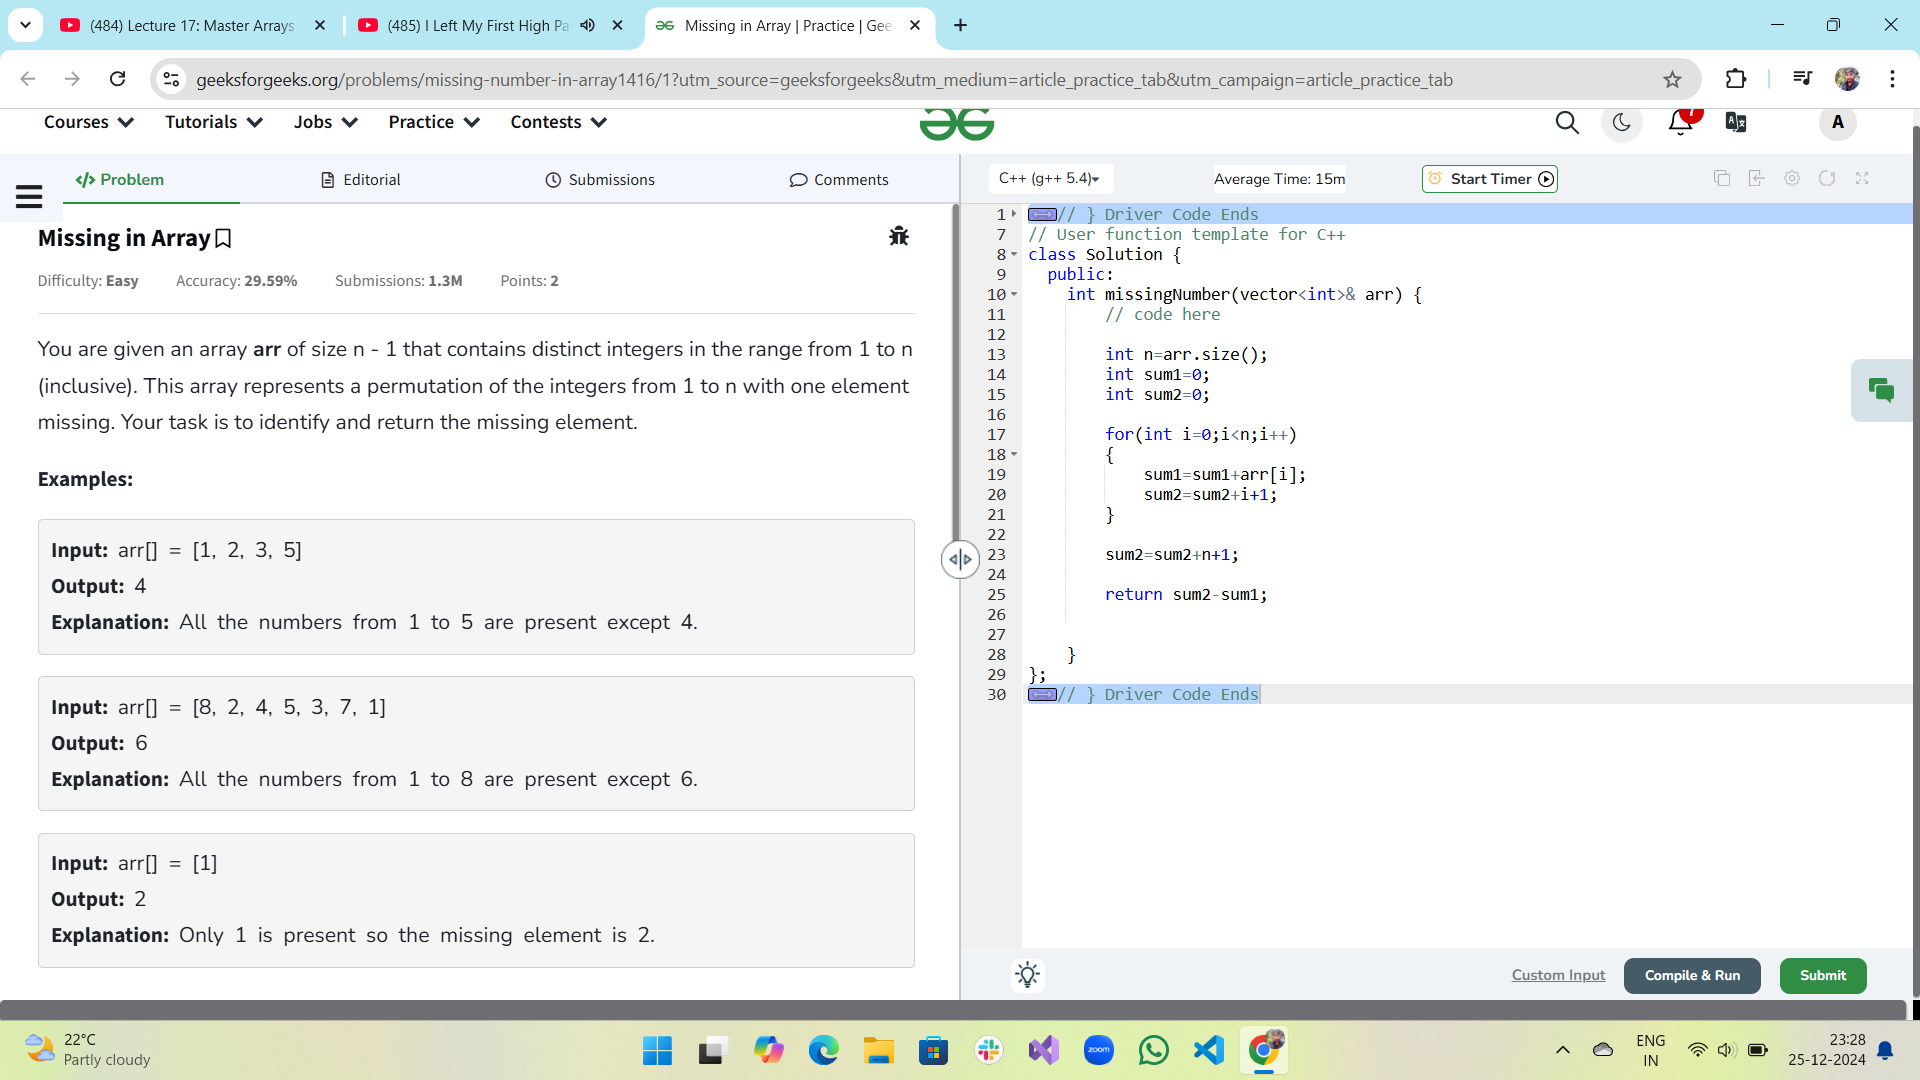 (484) Lecture 17: Master Arrays
(485) I Left My First High Pa
Missing in Array | Practice | Gee
geeksforgeeks.org/problems/missing-number-in-array1416/1?utm_source=geeksforgeeks&utm_medium=article_practice_tab&utm_campaign=article_practice_tab
Courses Tutorials Jobs Practice Contests
A
</> Problem Editorial Submissions Comments
C++ (g++ 5.4) Average Time: 15m Start Timer
Missing in Array
Difficulty: Easy Accuracy: 29.59% Submissions: 1.3M Points: 2
You are given an array arr of size n - 1 that contains distinct integers in the range from 1 to n
(inclusive). This array represents a permutation of the integers from 1 to n with one element
missing. Your task is to identify and return the missing element.
Examples:
Input: arr[] = [1, 2, 3, 5]
Output: 4
Explanation: All the numbers from 1 to 5 are present except 4.
Input: arr[] = [8, 2, 4, 5, 3, 7, 1]
Output: 6
Explanation: All the numbers from 1 to 8 are present except 6.
Input: arr[] = [1]
Output: 2
Explanation: Only 1 is present so the missing element is 2.
1 // } Driver Code Ends
7 // User function template for C++
8 class Solution {
9 public:
10 int missingNumber(vector<int>& arr) {
11 // code here
12
13 int n=arr.size();
14 int sum1=0;
15 int sum2=0;
16
17 for(int i=0;i<n;i++)
18 {
19 sum1=sum1+arr[i];
20 sum2=sum2+i+1;
21 }
22
23 sum2=sum2+n+1;
24
25 return sum2-sum1;
26
27
28 }
29 };
30 // } Driver Code Ends
Custom Input Compile & Run Submit
22°C
Partly cloudy
zoom
ENG
IN
23:28
25-12-2024